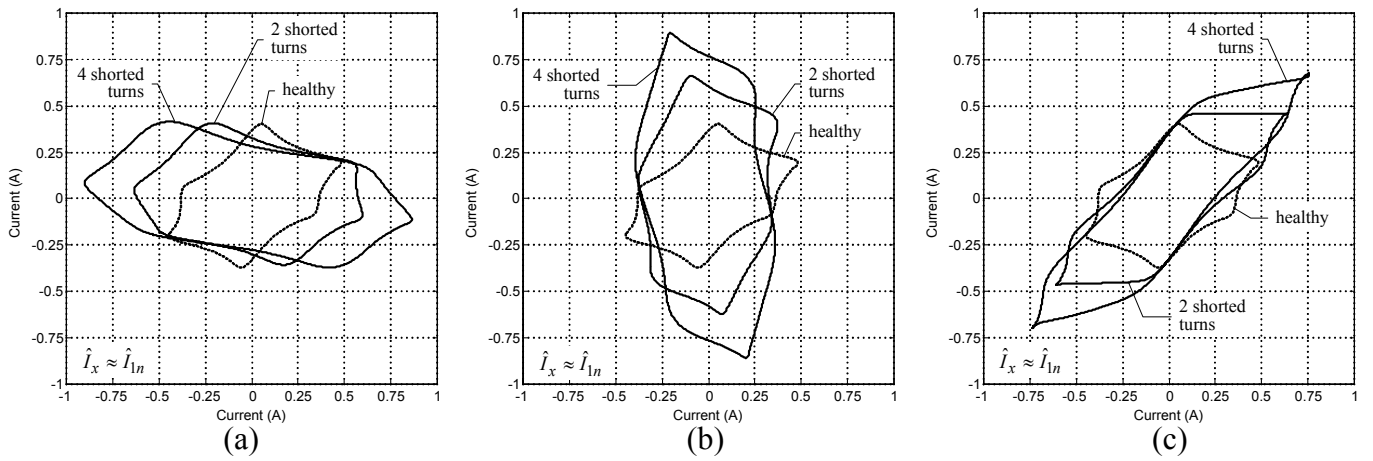 1
0.75
0.5
0.25
0
-0.25
-0.5
-0.75
-1
Current (A)
2 shorted
turns
4 shorted
turns
healthy
Îx ≈ Î1n
-1 -0.75 -0.5 -0.25 0 0.25 0.5 0.75 1
Current (A)
(a)
1
0.75
0.5
0.25
0
-0.25
-0.5
-0.75
-1
Current (A)
4 shorted
turns
2 shorted
turns
healthy
Îx ≈ Î1n
-1 -0.75 -0.5 -0.25 0 0.25 0.5 0.75 1
Current (A)
(b)
1
0.75
0.5
0.25
0
-0.25
-0.5
-0.75
-1
Current (A)
4 shorted
turns
healthy
2 shorted
turns
Îx ≈ Î1n
-1 -0.75 -0.5 -0.25 0 0.25 0.5 0.75 1
Current (A)
(c)